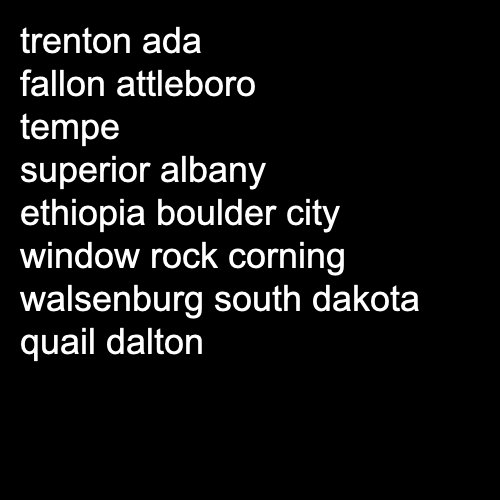 trenton ada
fallon attleboro
tempe
superior albany
ethiopia boulder city
window rock corning
walsenburg south dakota
quail dalton